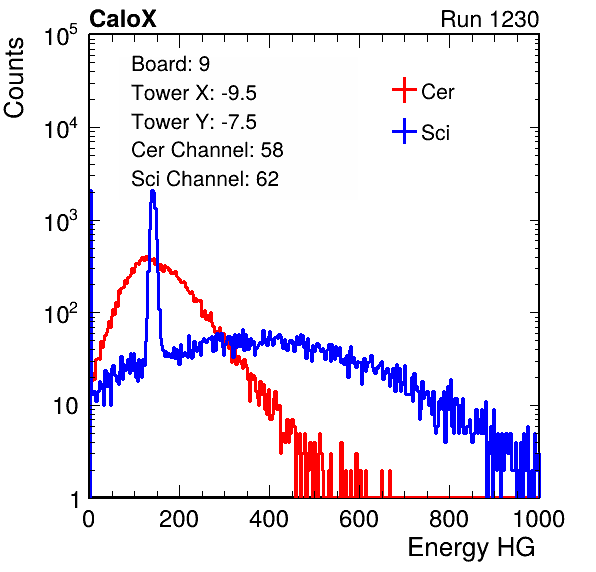 CaloX Run 1230
Counts
Board: 9
Tower X: -9.5
Tower Y: -7.5
Cer Channel: 58
Sci Channel: 62
Cer
Sci
10^5
10^4
10^3
10^2
10
1
0 200 400 600 800 1000
Energy HG